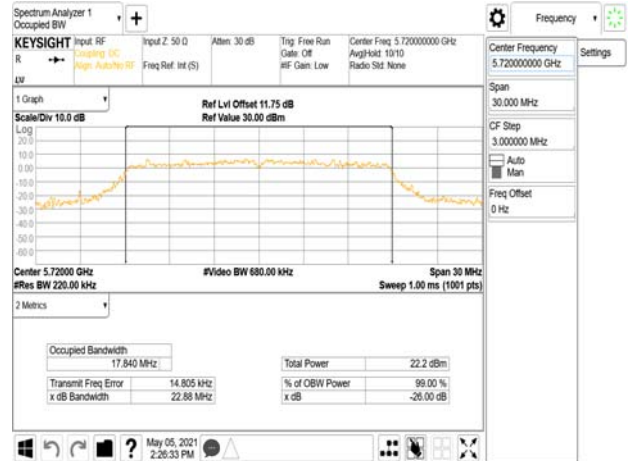 Spectrum Analyzer 1
Occupied BW
Frequency
KEYSIGHT
R
Input: RF
Coupling: DC
Align: Auto/No RF
Input Z: 50 Ω
Freq Ref: Int (S)
Atten: 30 dB
Trig: Free Run
Gate: Off
#IF Gain: Low
Center Freq: 5.720000000 GHz
Avg|Hold: 10/10
Radio Std: None
Center Frequency
5.720000000 GHz
Settings
Span
30.000 MHz
CF Step
3.000000 MHz
Auto
Man
Freq Offset
0 Hz
1 Graph
Scale/Div 10.0 dB
Ref Lvl Offset 11.75 dB
Ref Value 30.00 dBm
Log
20.0
10.0
0.00
-10.0
-20.0
-30.0
-40.0
-50.0
-60.0
Center 5.72000 GHz
#Res BW 220.00 kHz
#Video BW 680.00 kHz
Span 30 MHz
Sweep 1.00 ms (1001 pts)
2 Metrics
Occupied Bandwidth
17.840 MHz
Transmit Freq Error 14.805 kHz
x dB Bandwidth 22.88 MHz
Total Power 22.2 dBm
% of OBW Power 99.00 %
x dB -26.00 dB
?
May 05, 2021
2:26:33 PM